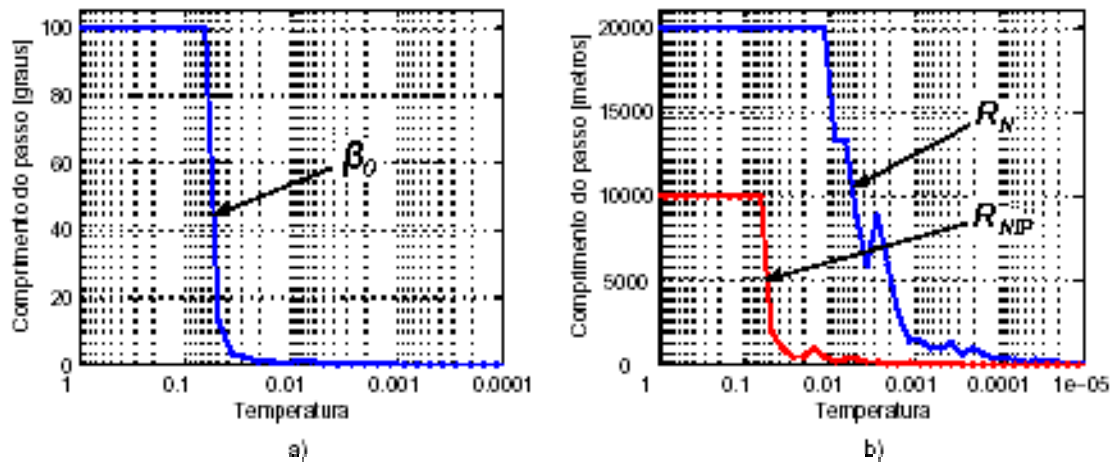 Comprimento do passo [graus]
100
80
60
40
20
0
β₀
1 0.1 0.01 0.001 0.0001
Temperatura
a)
Comprimento do passo [metros]
20000
15000
10000
5000
0
R_N
R_NIP
1 0.1 0.01 0.001 0.0001 1e-05
Temperatura
b)